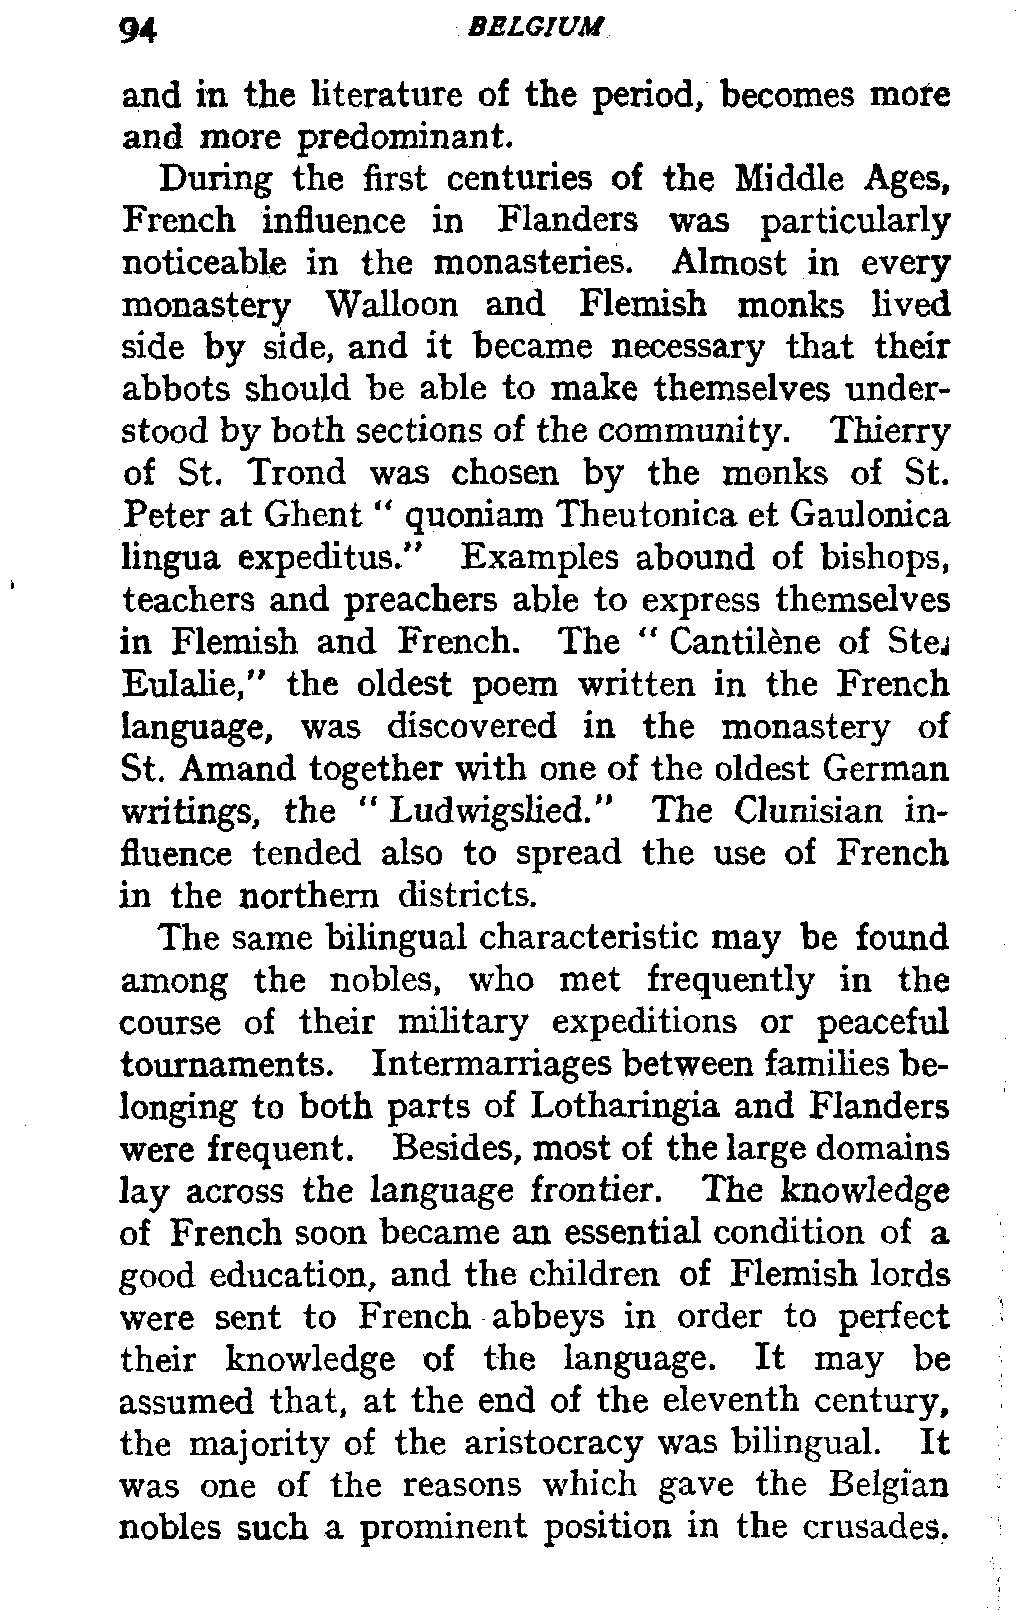 94 BELGIUM
and in the literature of the period, becomes more
and more predominant.
During the first centuries of the Middle Ages,
French influence in Flanders was particularly
noticeable in the monasteries. Almost in every
monastery Walloon and Flemish monks lived
side by side, and it became necessary that their
abbots should be able to make themselves under-
stood by both sections of the community. Thierry
of St. Trond was chosen by the monks of St.
Peter at Ghent “ quoniam Theutonica et Gaulonica
lingua expeditus.” Examples abound of bishops,
teachers and preachers able to express themselves
in Flemish and French. The “ Cantilène of Ste.
Eulalie,” the oldest poem written in the French
language, was discovered in the monastery of
St. Amand together with one of the oldest German
writings, the “ Ludwigslied.” The Clunisian in-
fluence tended also to spread the use of French
in the northern districts.
The same bilingual characteristic may be found
among the nobles, who met frequently in the
course of their military expeditions or peaceful
tournaments. Intermarriages between families be-
longing to both parts of Lotharingia and Flanders
were frequent. Besides, most of the large domains
lay across the language frontier. The knowledge
of French soon became an essential condition of a
good education, and the children of Flemish lords
were sent to French abbeys in order to perfect
their knowledge of the language. It may be
assumed that, at the end of the eleventh century,
the majority of the aristocracy was bilingual. It
was one of the reasons which gave the Belgian
nobles such a prominent position in the crusades.